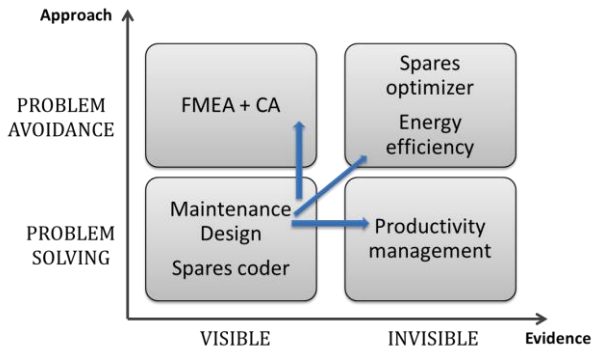 Approach
PROBLEM
AVOIDANCE
FMEA + CA
Spares
optimizer
Energy
efficiency
PROBLEM
SOLVING
Maintenance
Design
Spares coder
Productivity
management
VISIBLE
INVISIBLE
Evidence